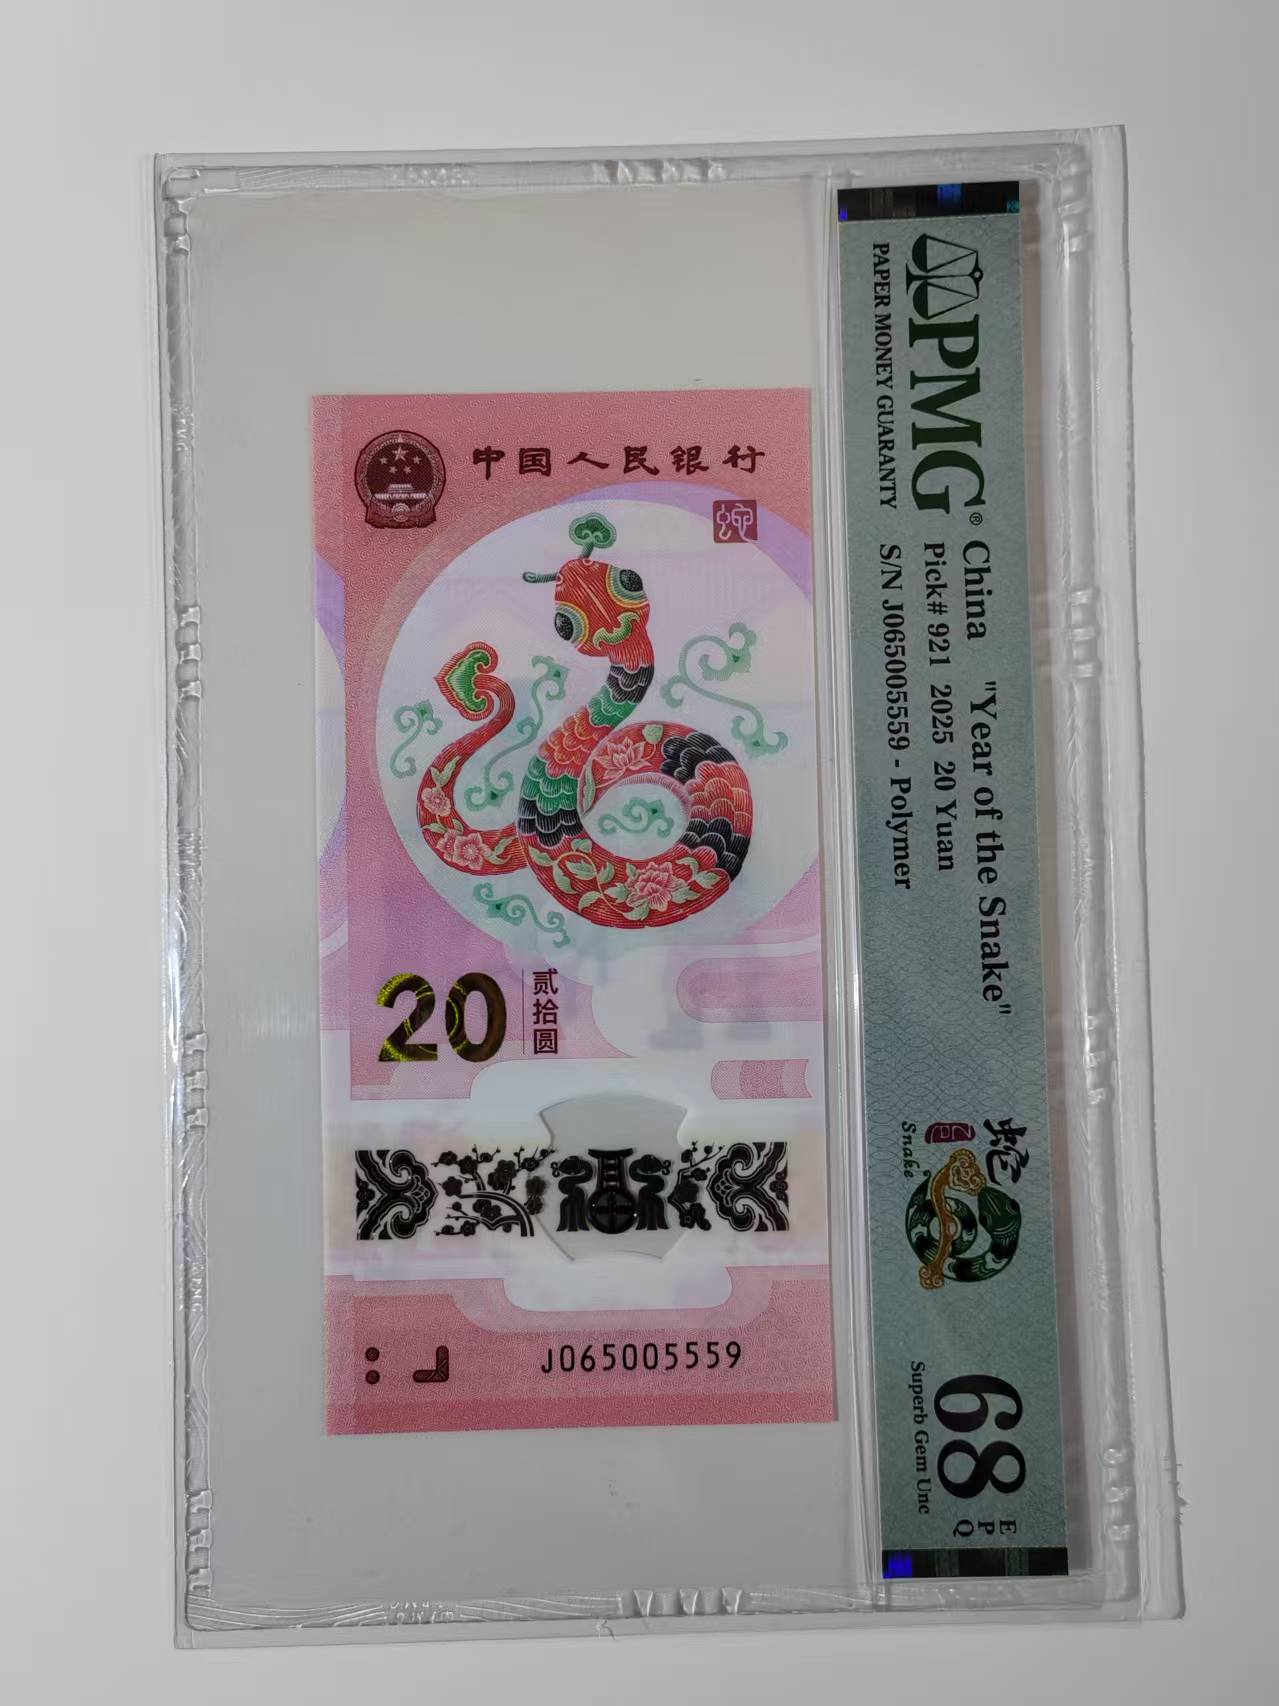 中国人民银行
20
贰拾圆
J065005559
PMG®
PAPER MONEY GUARANTY
China "Year of the Snake"
Pick# 921 2025 20 Yuan
S/N J065005559 - Polymer
蛇
Snake
68
EPQ
Superb Gem Unc